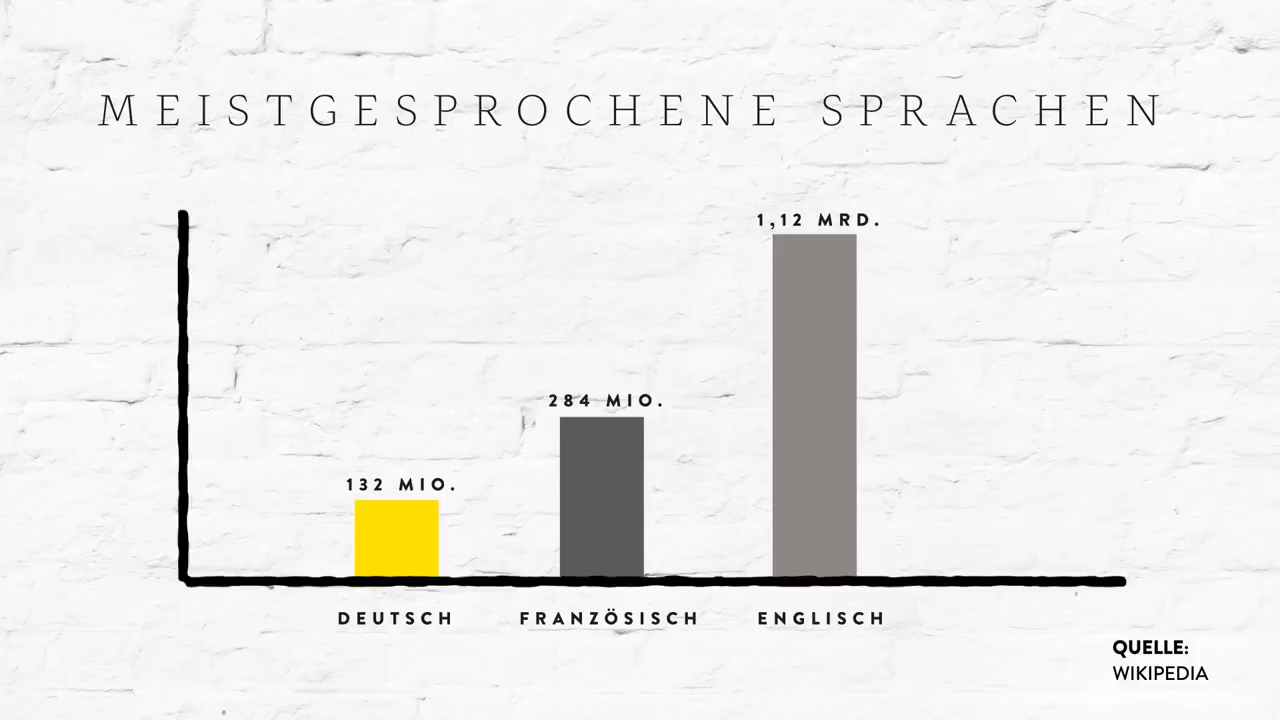 MEISTGESPROCHENE SPRACHEN
1,12 MRD.
284 MIO.
132 MIO.
DEUTSCH FRANZÖSISCH ENGLISCH
QUELLE:
WIKIPEDIA